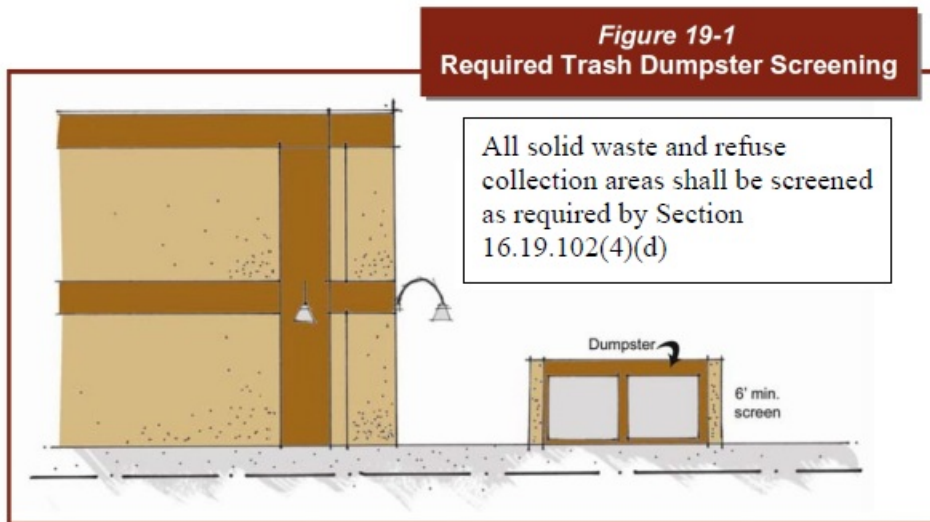 Figure 19-1
Required Trash Dumpster Screening
All solid waste and refuse
collection areas shall be screened
as required by Section
16.19.102(4)(d)
Dumpster
6' min.
screen